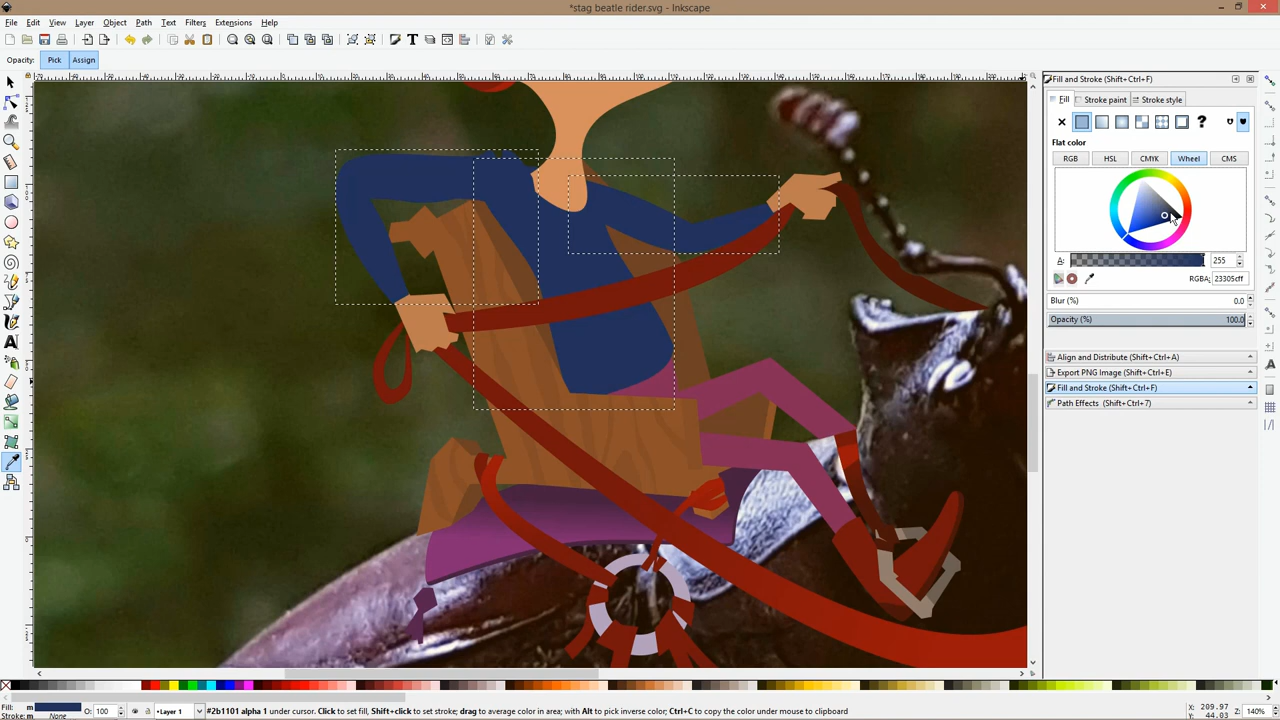 *stag beatle rider.svg - Inkscape
File Edit View Layer Object Path Text Filters Extensions Help
Opacity: Pick Assign
Fill and Stroke (Shift+Ctrl+F)
Fill Stroke paint Stroke style
Flat color
RGB HSL CMYK Wheel CMS
A: 255
RGBA: 23305cff
Blur (%) 0.0
Opacity (%) 100.0
Align and Distribute (Shift+Ctrl+A)
Export PNG Image (Shift+Ctrl+E)
Fill and Stroke (Shift+Ctrl+F)
Path Effects (Shift+Ctrl+7)
Fill: m O: 100 Layer 1 #2b1101 alpha 1 under cursor. Click to set fill, Shift+click to set stroke; drag to average color in area; with Alt to pick inverse color; Ctrl+C to copy the color under mouse to clipboard X: 209.97 Z: 140%
Stroke: m None Y: 44.03